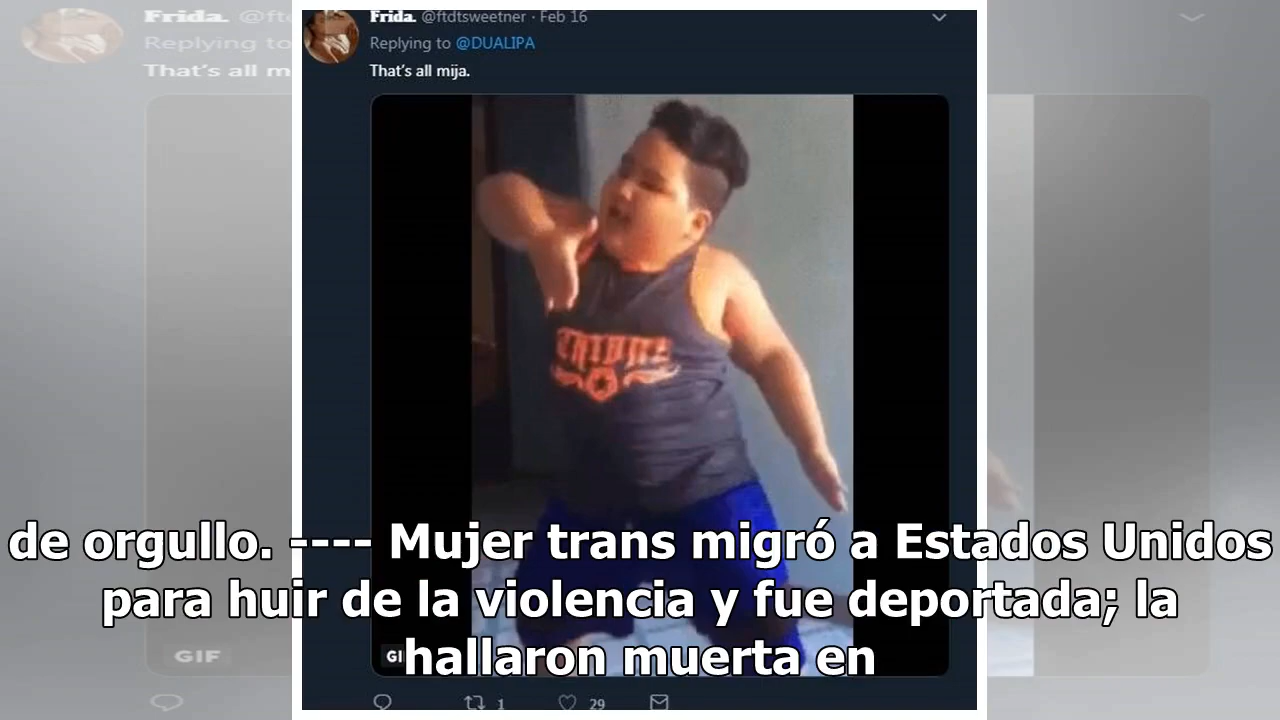 Frida. @ftdtsweetner · Feb 16
Replying to @DUALIPA
That's all mija.
de orgullo. ---- Mujer trans migró a Estados Unidos
para huir de la violencia y fue deportada; la
hallaron muerta en
GIF
1
29